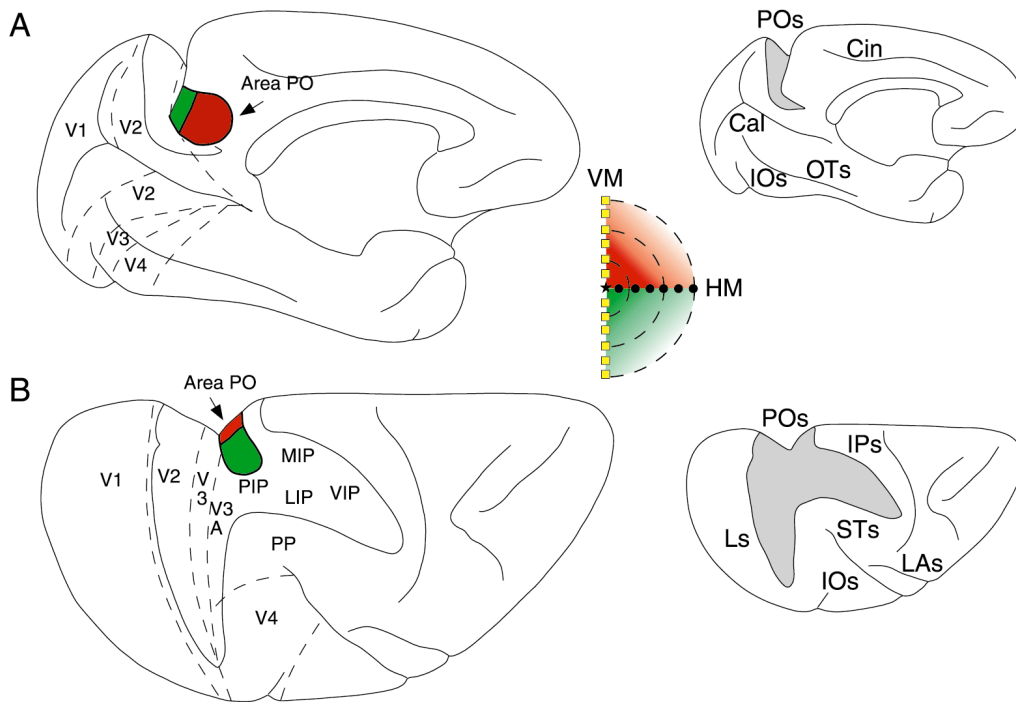 A
Area PO
V1
V2
V2
V3
V4
POs
Cin
Cal
IOs
OTs
VM
HM
B
Area PO
V1
V2
V
3
V3
A
PIP
MIP
LIP
VIP
PP
V4
POs
IPs
Ls
STs
IOs
LAs